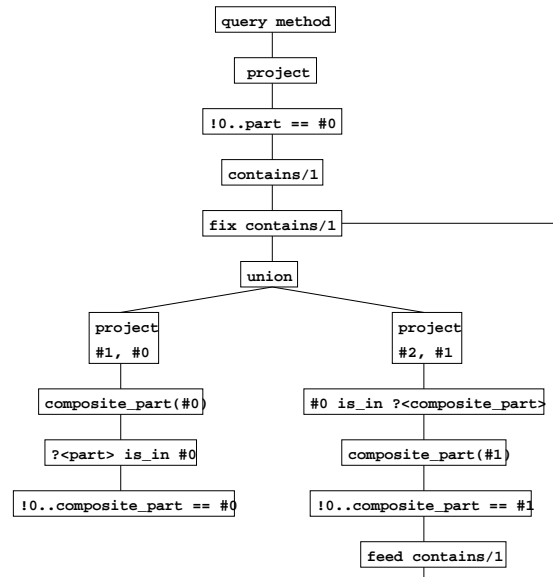 query method
project
!0..part == #0
contains/1
fix contains/1
union
project
#1, #0
project
#2, #1
composite_part(#0)
#0 is_in ?<composite_part>
?<part> is_in #0
composite_part(#1)
!0..composite_part == #0
!0..composite_part == #1
feed contains/1